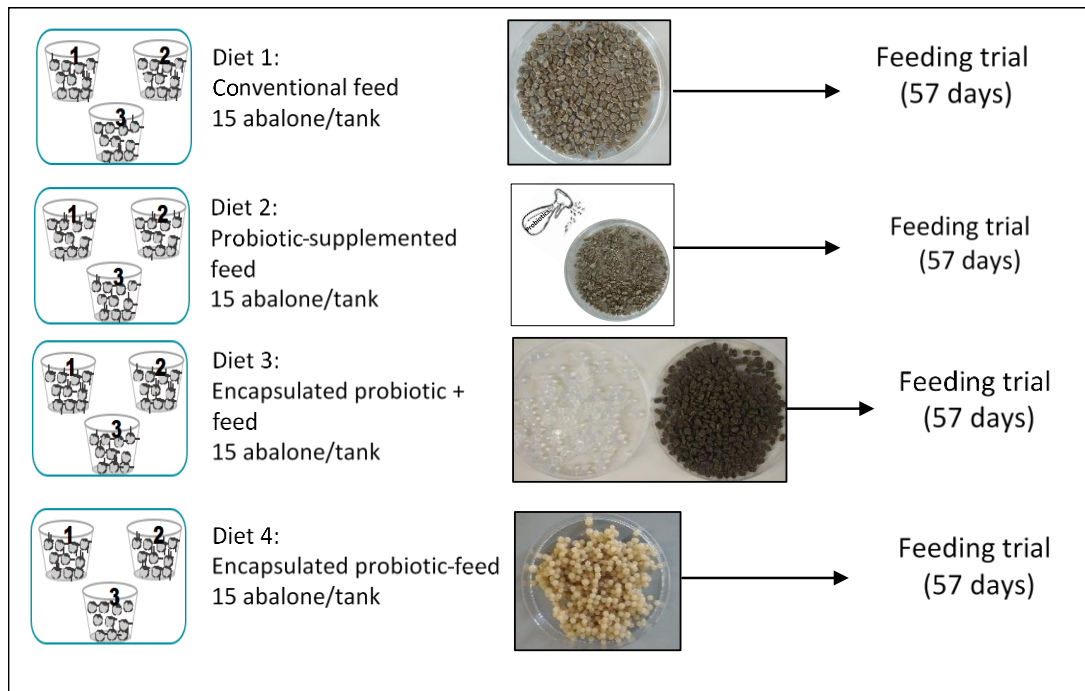 1
2
3
Diet 1:
Conventional feed
15 abalone/tank
Feeding trial
(57 days)
1
2
3
Diet 2:
Probiotic-supplemented
feed
15 abalone/tank
Probiotics
Feeding trial
(57 days)
1
2
3
Diet 3:
Encapsulated probiotic +
feed
15 abalone/tank
Feeding trial
(57 days)
1
2
3
Diet 4:
Encapsulated probiotic-feed
15 abalone/tank
Feeding trial
(57 days)